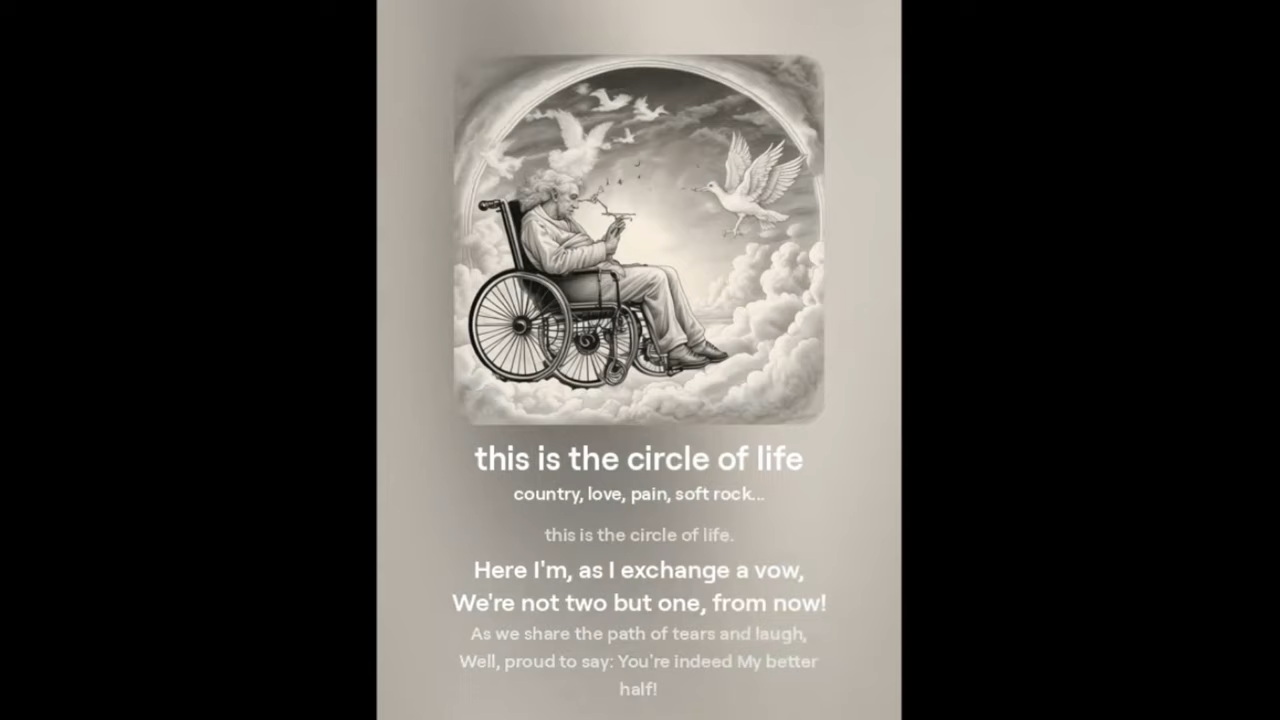 this is the circle of life
country, love, pain, soft rock...
this is the circle of life.
Here I'm, as I exchange a vow,
We're not two but one, from now!
As we share the path of tears and laugh,
Well, proud to say: You're indeed My better
half!